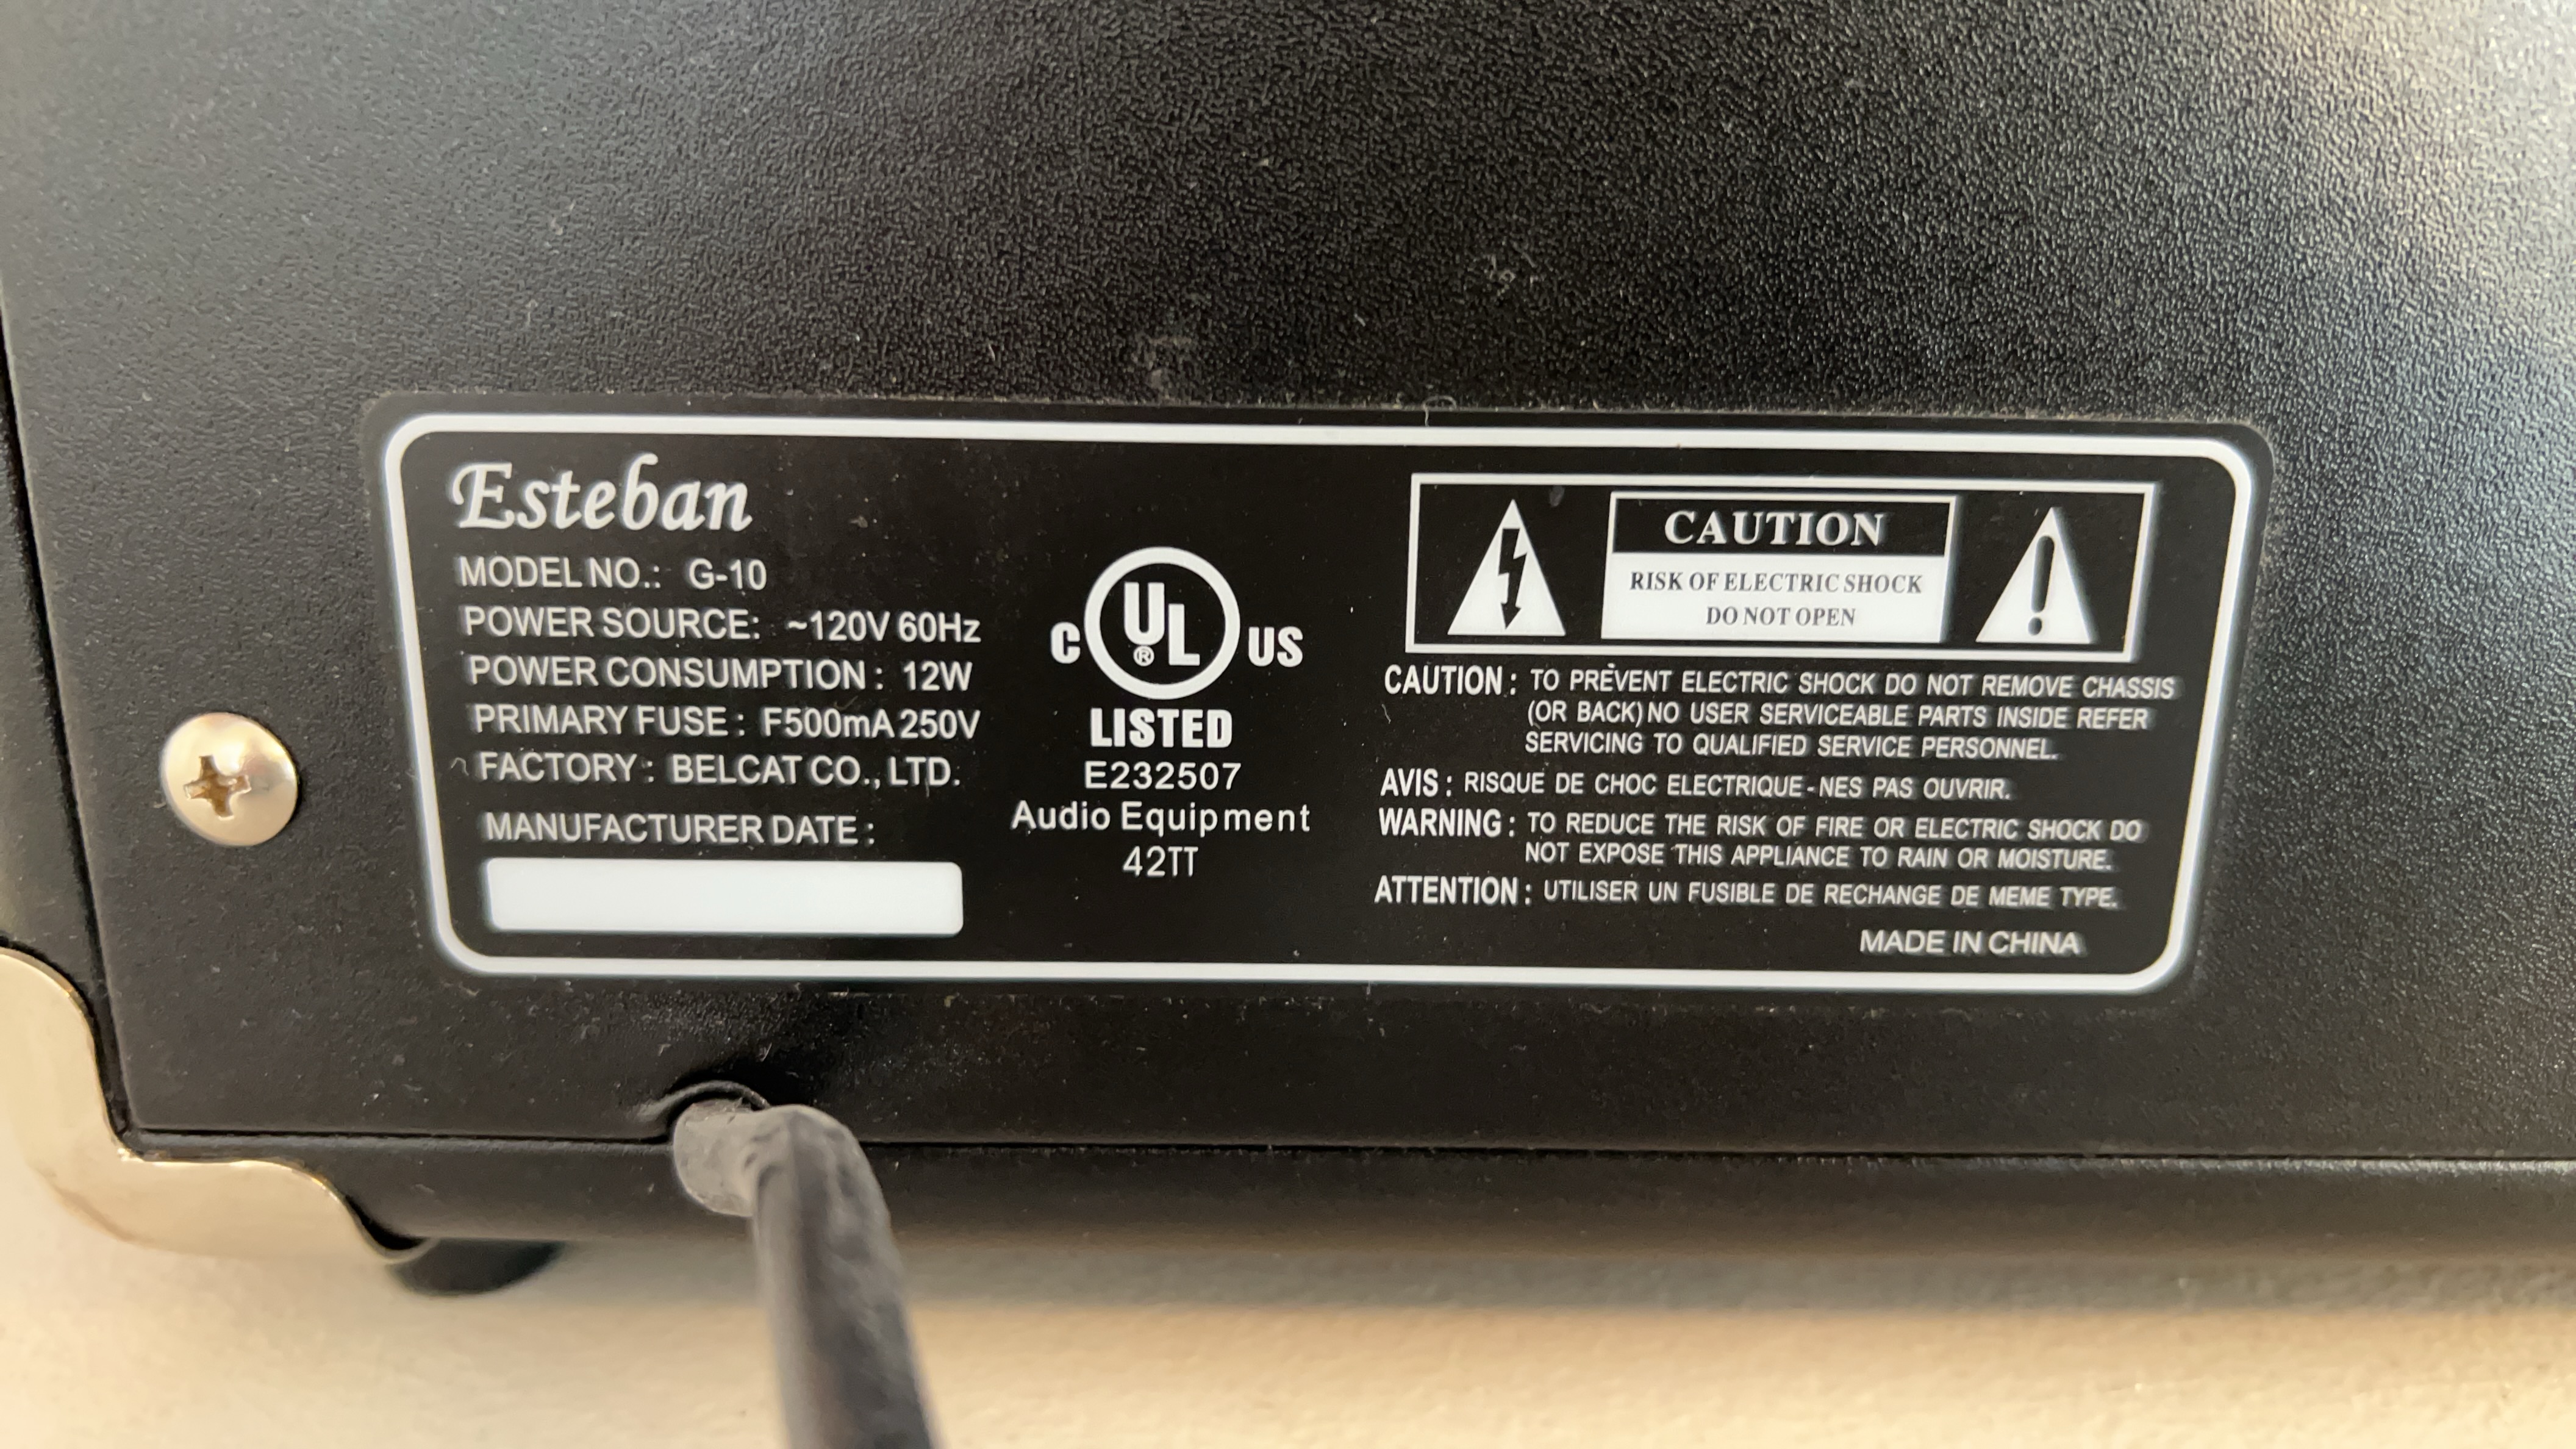 Esteban
MODEL NO.: G-10
POWER SOURCE: ~120V 60Hz
POWER CONSUMPTION : 12W
PRIMARY FUSE : F500mA 250V
FACTORY : BELCAT CO., LTD.
MANUFACTURER DATE :
C UL ® US
LISTED
E232507
Audio Equipment
42TT
CAUTION
RISK OF ELECTRIC SHOCK
DO NOT OPEN
CAUTION : TO PREVENT ELECTRIC SHOCK DO NOT REMOVE CHASSIS
(OR BACK) NO USER SERVICEABLE PARTS INSIDE REFER
SERVICING TO QUALIFIED SERVICE PERSONNEL.
AVIS : RISQUE DE CHOC ELECTRIQUE - NES PAS OUVRIR.
WARNING : TO REDUCE THE RISK OF FIRE OR ELECTRIC SHOCK DO
NOT EXPOSE THIS APPLIANCE TO RAIN OR MOISTURE.
ATTENTION : UTILISER UN FUSIBLE DE RECHANGE DE MEME TYPE.
MADE IN CHINA